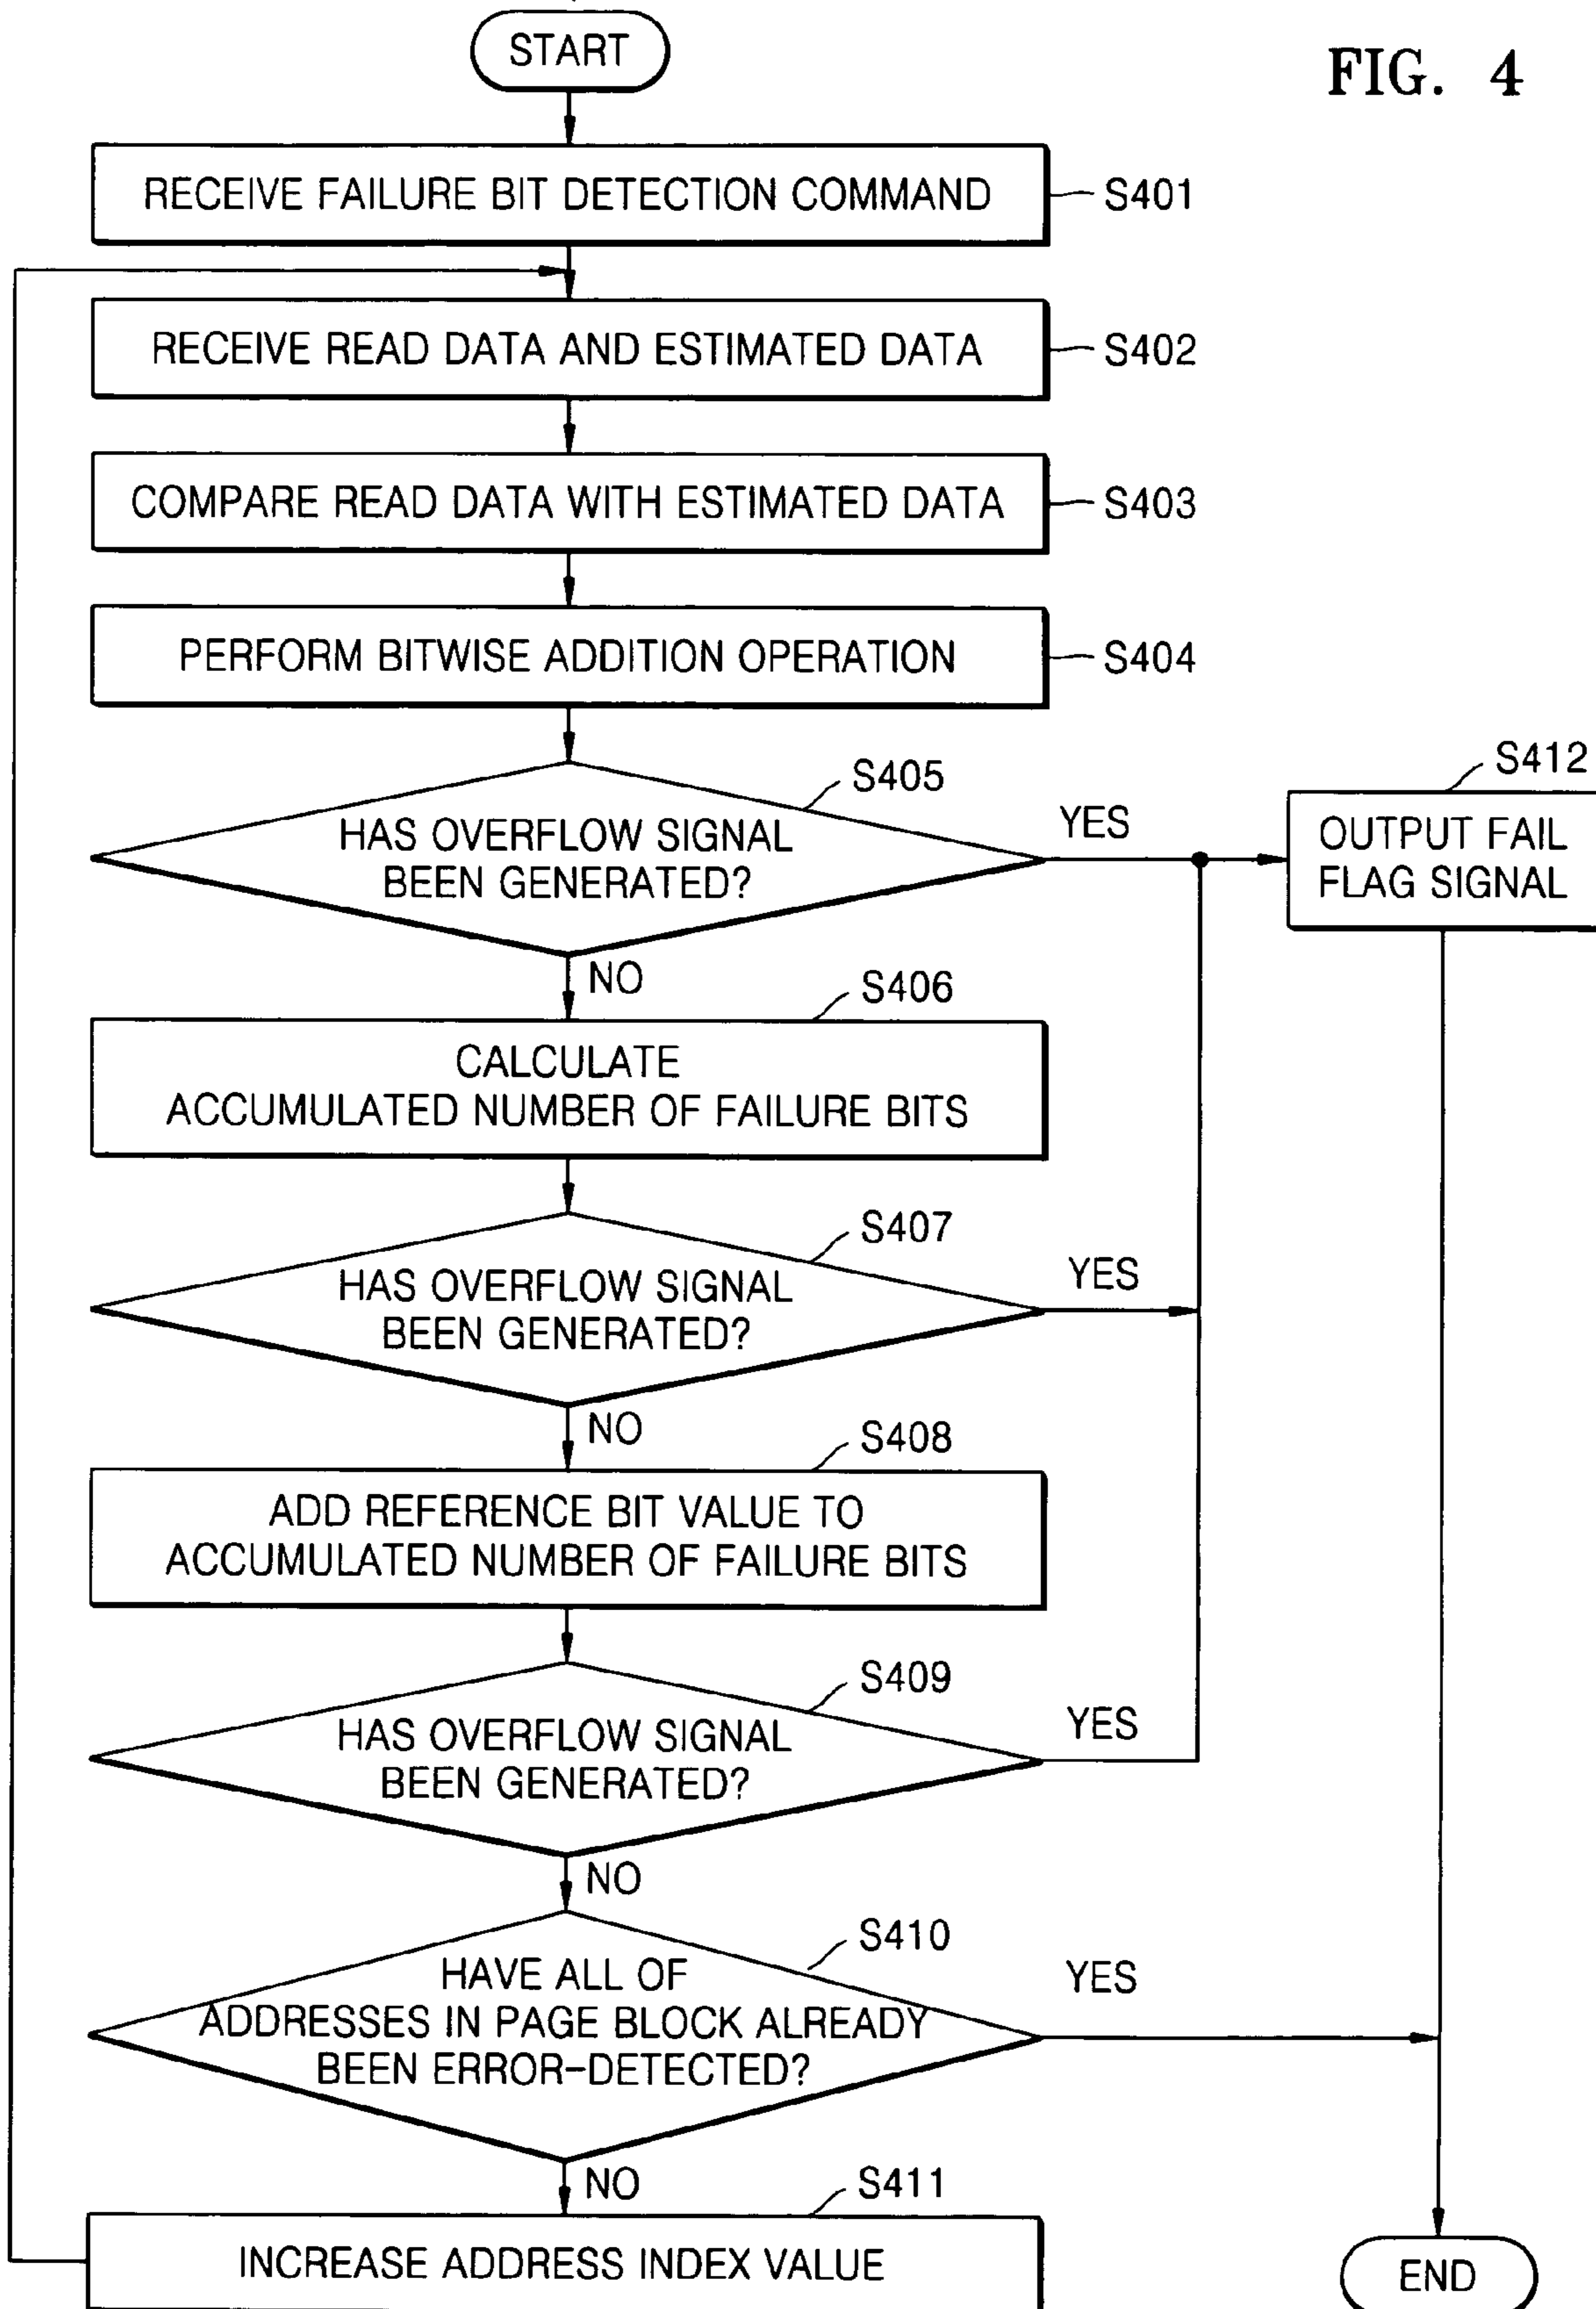 START
FIG. 4
RECEIVE FAILURE BIT DETECTION COMMAND
S401
RECEIVE READ DATA AND ESTIMATED DATA
S402
COMPARE READ DATA WITH ESTIMATED DATA
S403
PERFORM BITWISE ADDITION OPERATION
S404
S405
HAS OVERFLOW SIGNAL
BEEN GENERATED?
YES
S412
OUTPUT FAIL
FLAG SIGNAL
NO
S406
CALCULATE
ACCUMULATED NUMBER OF FAILURE BITS
S407
HAS OVERFLOW SIGNAL
BEEN GENERATED?
YES
NO
S408
ADD REFERENCE BIT VALUE TO
ACCUMULATED NUMBER OF FAILURE BITS
S409
HAS OVERFLOW SIGNAL
BEEN GENERATED?
YES
NO
S410
HAVE ALL OF
ADDRESSES IN PAGE BLOCK ALREADY
BEEN ERROR-DETECTED?
YES
NO
S411
INCREASE ADDRESS INDEX VALUE
END